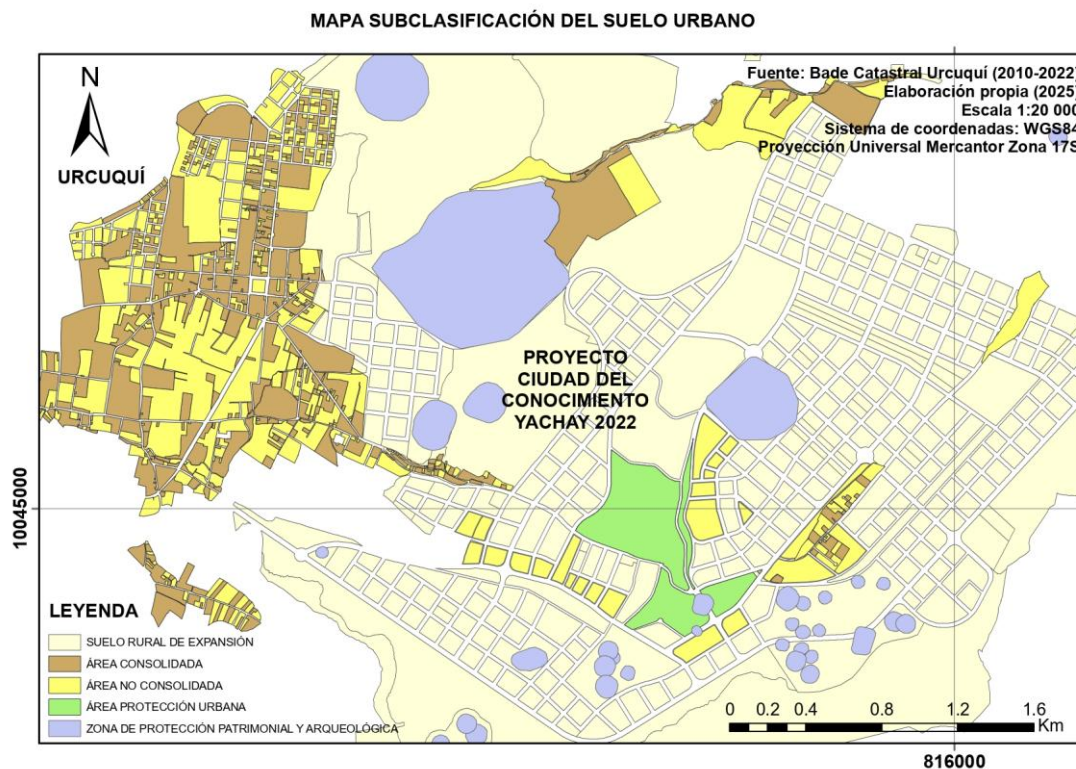 MAPA SUBCLASIFICACIÓN DEL SUELO URBANO
N
URCUQUÍ
Fuente: Bade Catastral Urcuquí (2010-2022)
Elaboración propia (2025)
Escala 1:20 000
Sistema de coordenadas: WGS84
Proyección Universal Mercantor Zona 17S
PROYECTO
CIUDAD DEL
CONOCIMIENTO
YACHAY 2022
10045000
LEYENDA
SUELO RURAL DE EXPANSIÓN
ÁREA CONSOLIDADA
ÁREA NO CONSOLIDADA
ÁREA PROTECCIÓN URBANA
ZONA DE PROTECCIÓN PATRIMONIAL Y ARQUEOLÓGICA
0 0.2 0.4 0.8 1.2 1.6
Km
816000